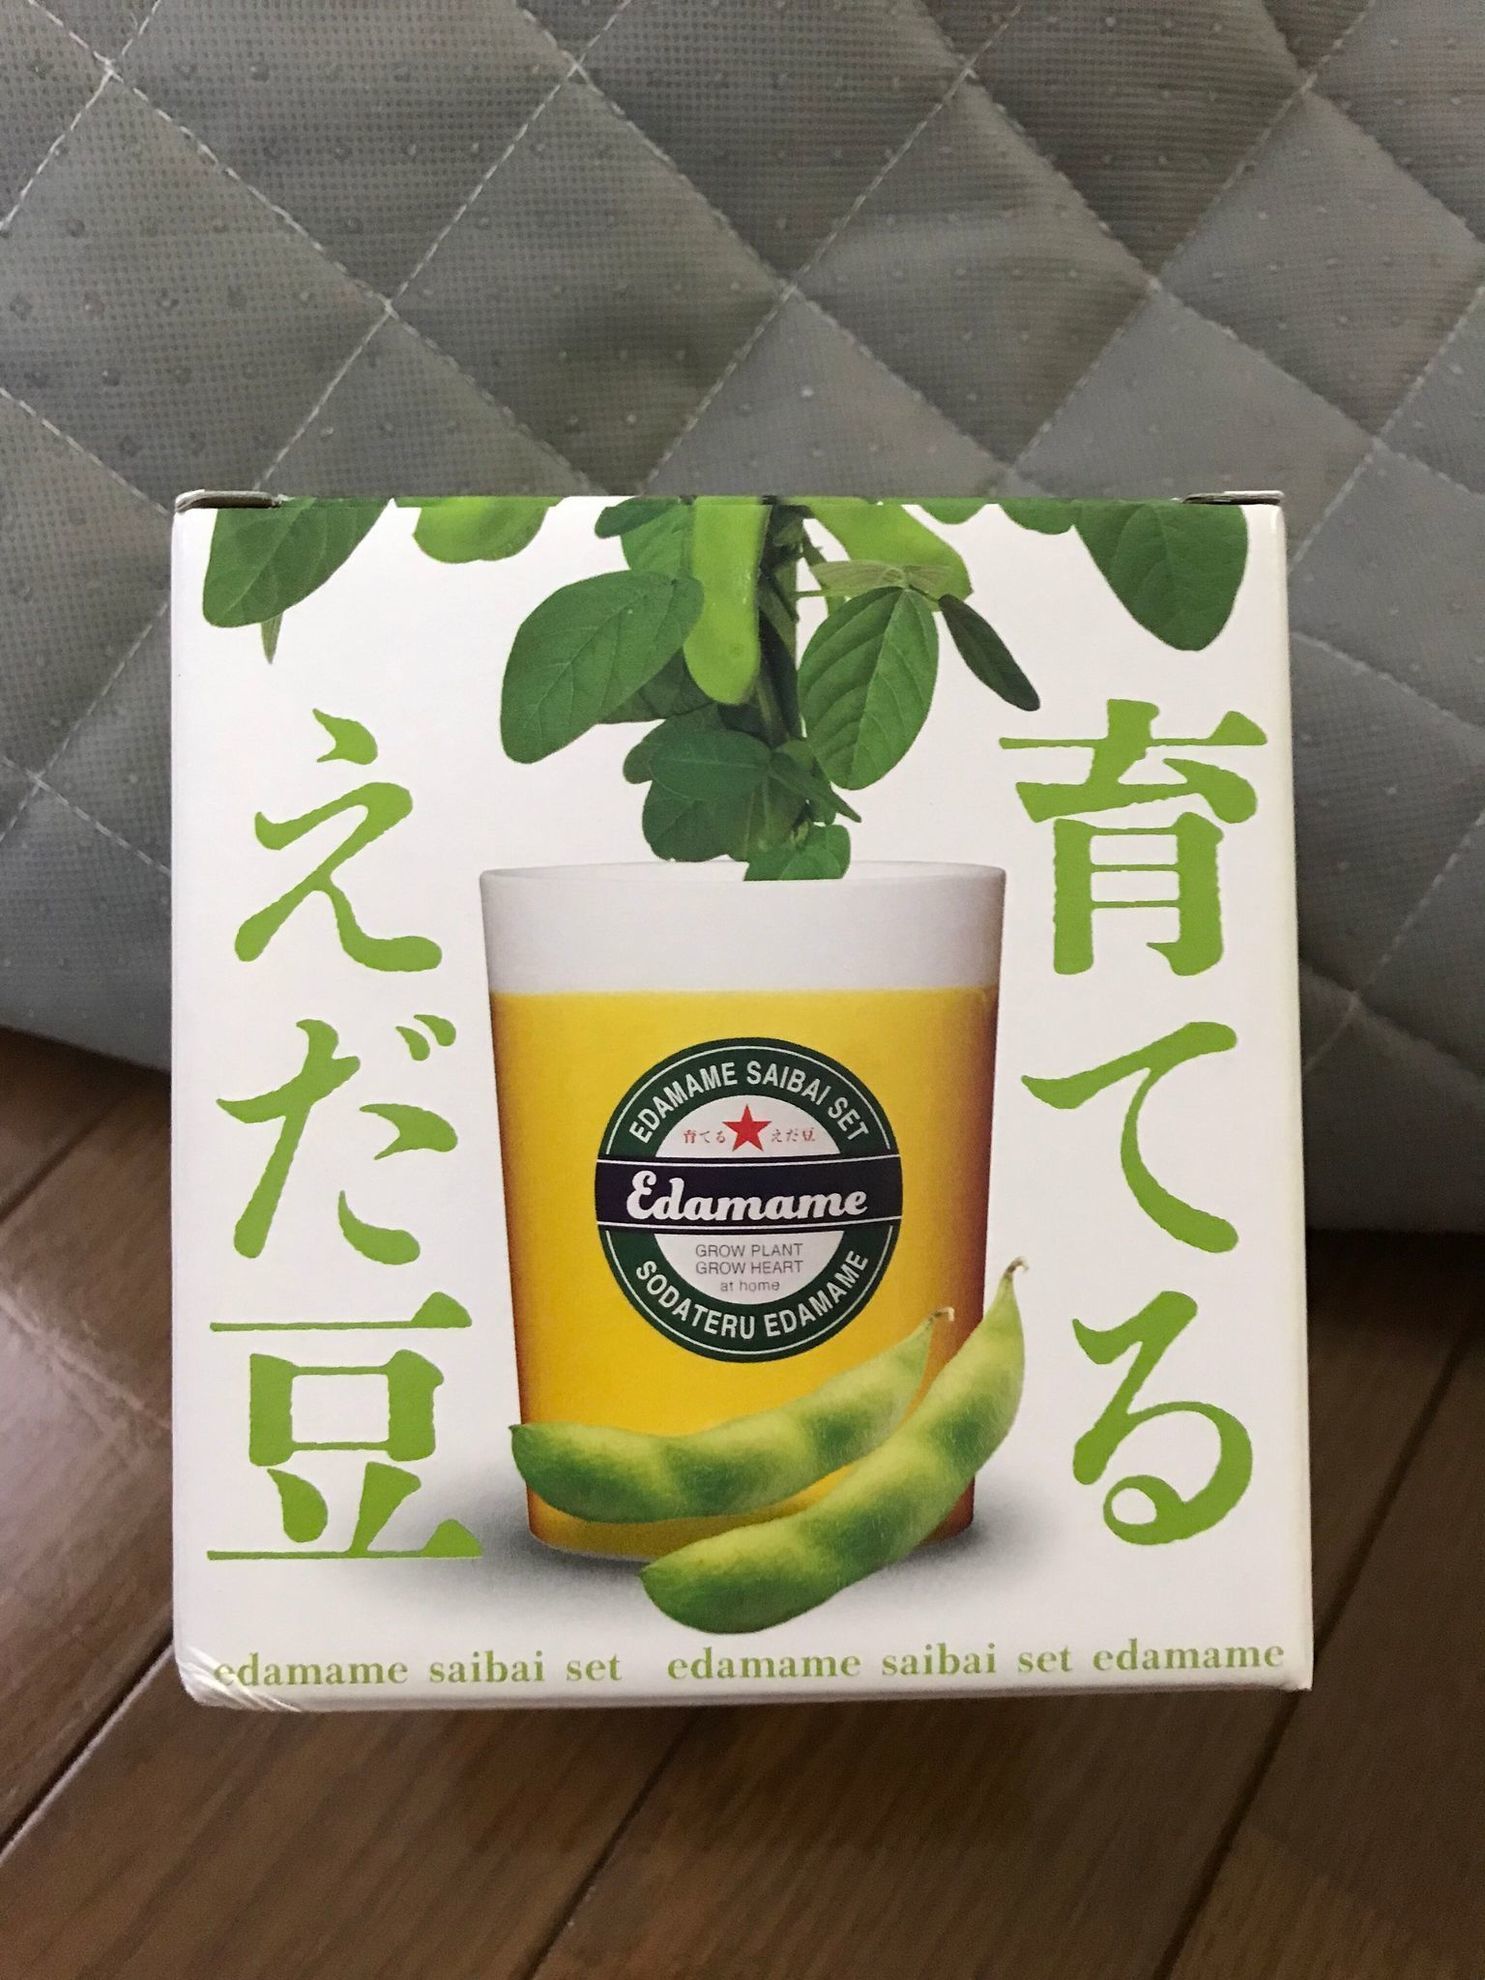 育てる
えだ豆
EDAMAME SAIBAI SET
育てる ★ えだ豆
Edamame
GROW PLANT
GROW HEART
at home
SODATERU EDAMAME
edamame saibai set edamame saibai set edamame